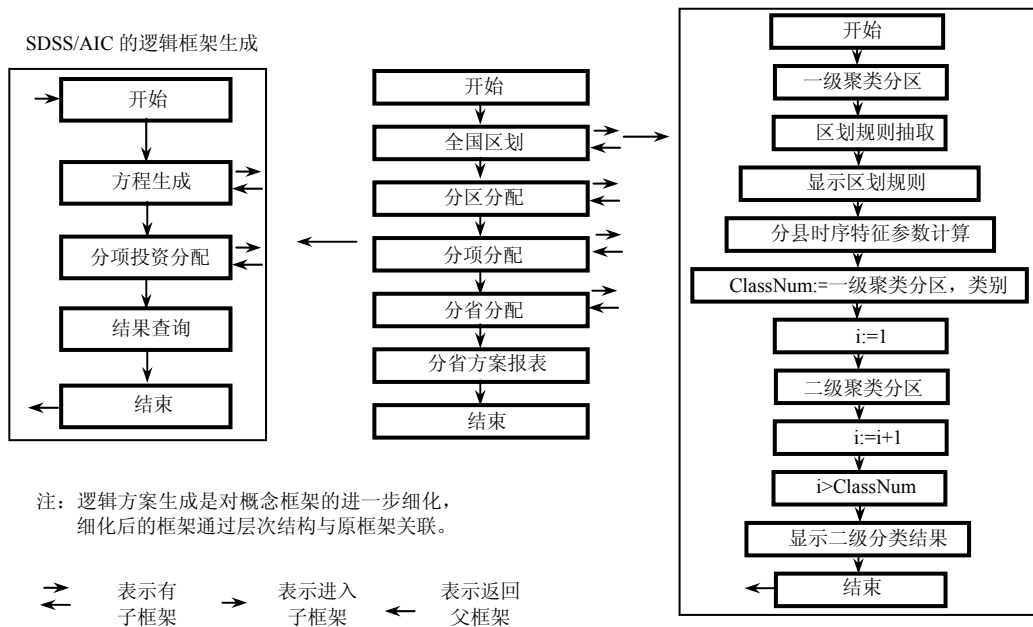 SDSS/AIC 的逻辑框架生成
开始
方程生成
分项投资分配
结果查询
结束
开始
全国区划
分区分配
分项分配
分省分配
分省方案报表
结束
开始
一级聚类分区
区划规则抽取
显示区划规则
分县时序特征参数计算
ClassNum:=一级聚类分区，类别
i:=1
二级聚类分区
i:=i+1
i>ClassNum
显示二级分类结果
结束
注：逻辑方案生成是对概念框架的进一步细化，
细化后的框架通过层次结构与原框架关联。
表示有
子框架
表示进入
子框架
表示返回
父框架